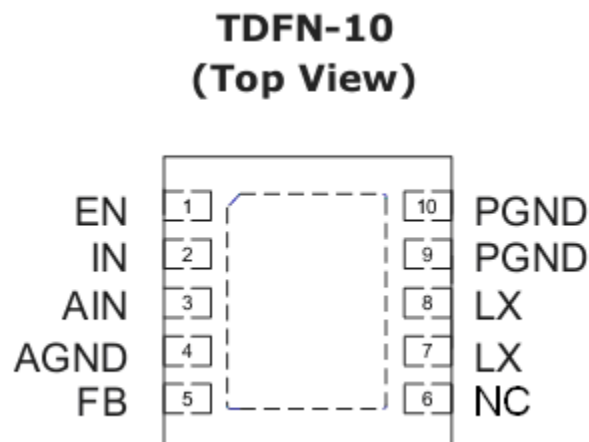 TDFN-10
(Top View)
EN 1 10 PGND
IN 2 9 PGND
AIN 3 8 LX
AGND 4 7 LX
FB 5 6 NC